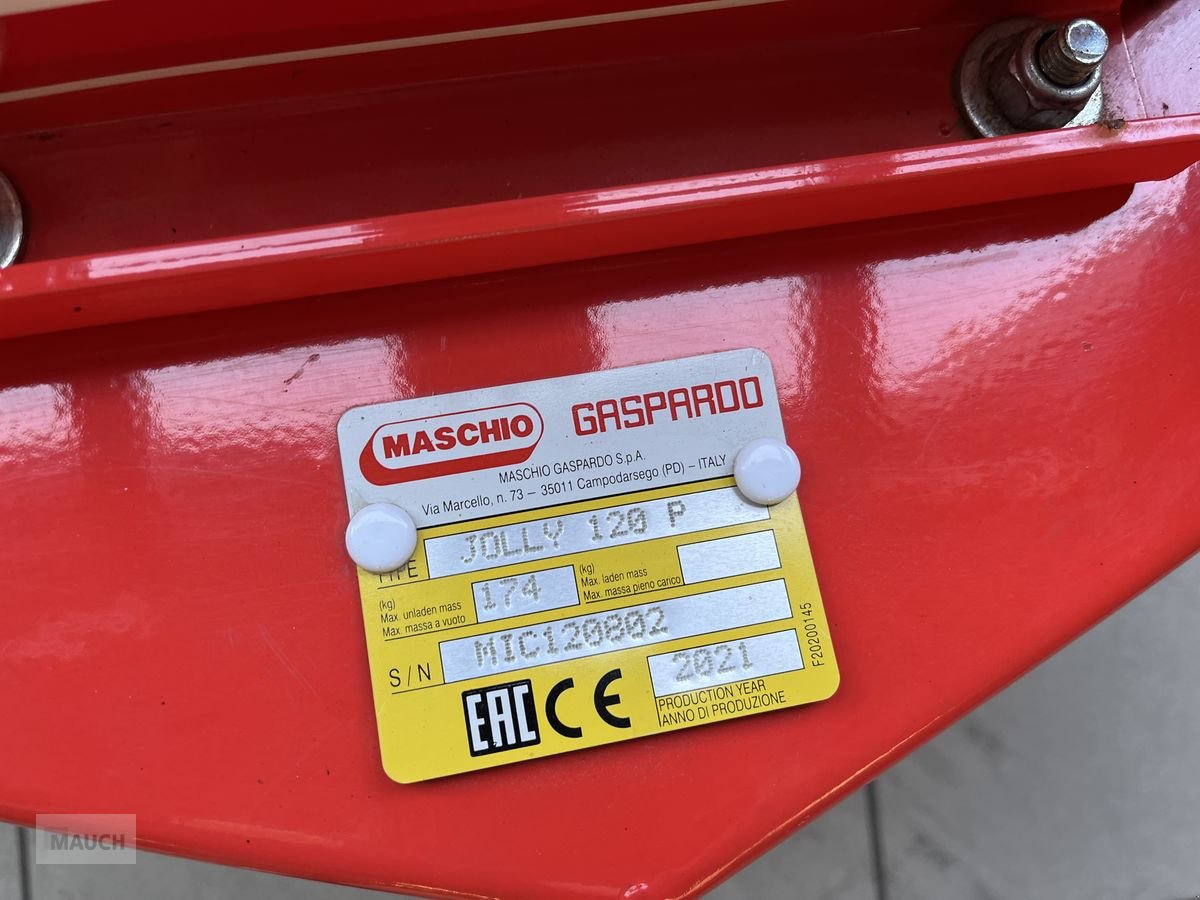 MASCHIO GASPARDO
MASCHIO GASPARDO S.p.A.
Via Marcello, n. 73 – 35011 Campodarsego (PD) – ITALY
TYPE JOLLY 120 P
(kg) Max. unladen mass 174 (kg) Max. laden mass
Max. massa a vuoto Max. massa pieno carico
S/N MIC120802
EAC CE 2021
PRODUCTION YEAR
ANNO DI PRODUZIONE
F20200145
MAUCH